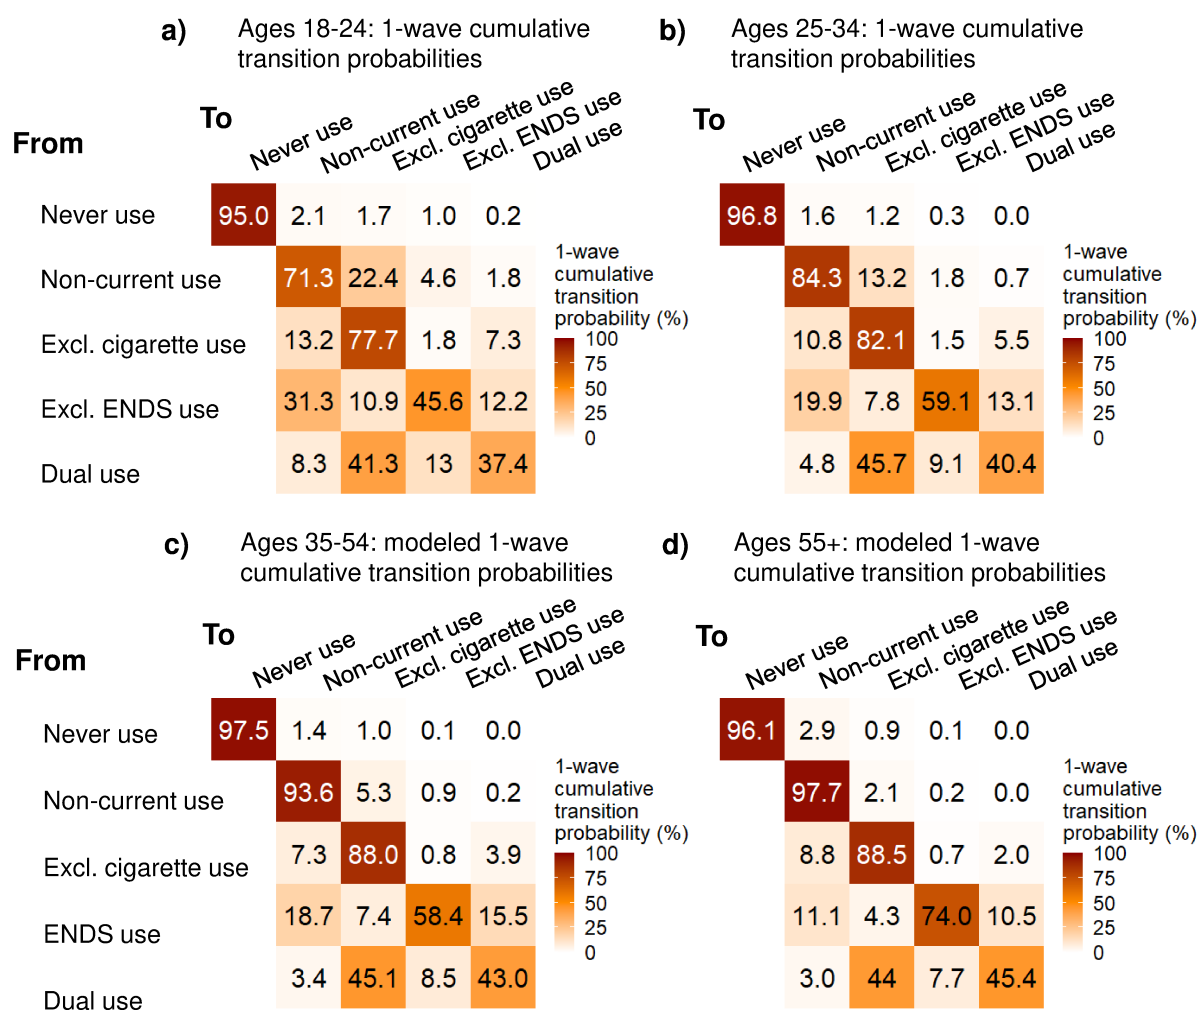 a) Ages 18-24: 1-wave cumulative
transition probabilities
To
From
Never use
Non-current use
Excl. cigarette use
Excl. ENDS use
Dual use
Never use 95.0 2.1 1.7 1.0 0.2
Non-current use 71.3 22.4 4.6 1.8
Excl. cigarette use 13.2 77.7 1.8 7.3
Excl. ENDS use 31.3 10.9 45.6 12.2
Dual use 8.3 41.3 13 37.4
1-wave
cumulative
transition
probability (%)
100
75
50
25
0
b) Ages 25-34: 1-wave cumulative
transition probabilities
To
Never use
Non-current use
Excl. cigarette use
Excl. ENDS use
Dual use
96.8 1.6 1.2 0.3 0.0
84.3 13.2 1.8 0.7
10.8 82.1 1.5 5.5
19.9 7.8 59.1 13.1
4.8 45.7 9.1 40.4
1-wave
cumulative
transition
probability (%)
100
75
50
25
0
c) Ages 35-54: modeled 1-wave
cumulative transition probabilities
To
From
Never use
Non-current use
Excl. cigarette use
Excl. ENDS use
Dual use
Never use 97.5 1.4 1.0 0.1 0.0
Non-current use 93.6 5.3 0.9 0.2
Excl. cigarette use 7.3 88.0 0.8 3.9
ENDS use 18.7 7.4 58.4 15.5
Dual use 3.4 45.1 8.5 43.0
1-wave
cumulative
transition
probability (%)
100
75
50
25
0
d) Ages 55+: modeled 1-wave
cumulative transition probabilities
To
Never use
Non-current use
Excl. cigarette use
Excl. ENDS use
Dual use
96.1 2.9 0.9 0.1 0.0
97.7 2.1 0.2 0.0
8.8 88.5 0.7 2.0
11.1 4.3 74.0 10.5
3.0 44 7.7 45.4
1-wave
cumulative
transition
probability (%)
100
75
50
25
0